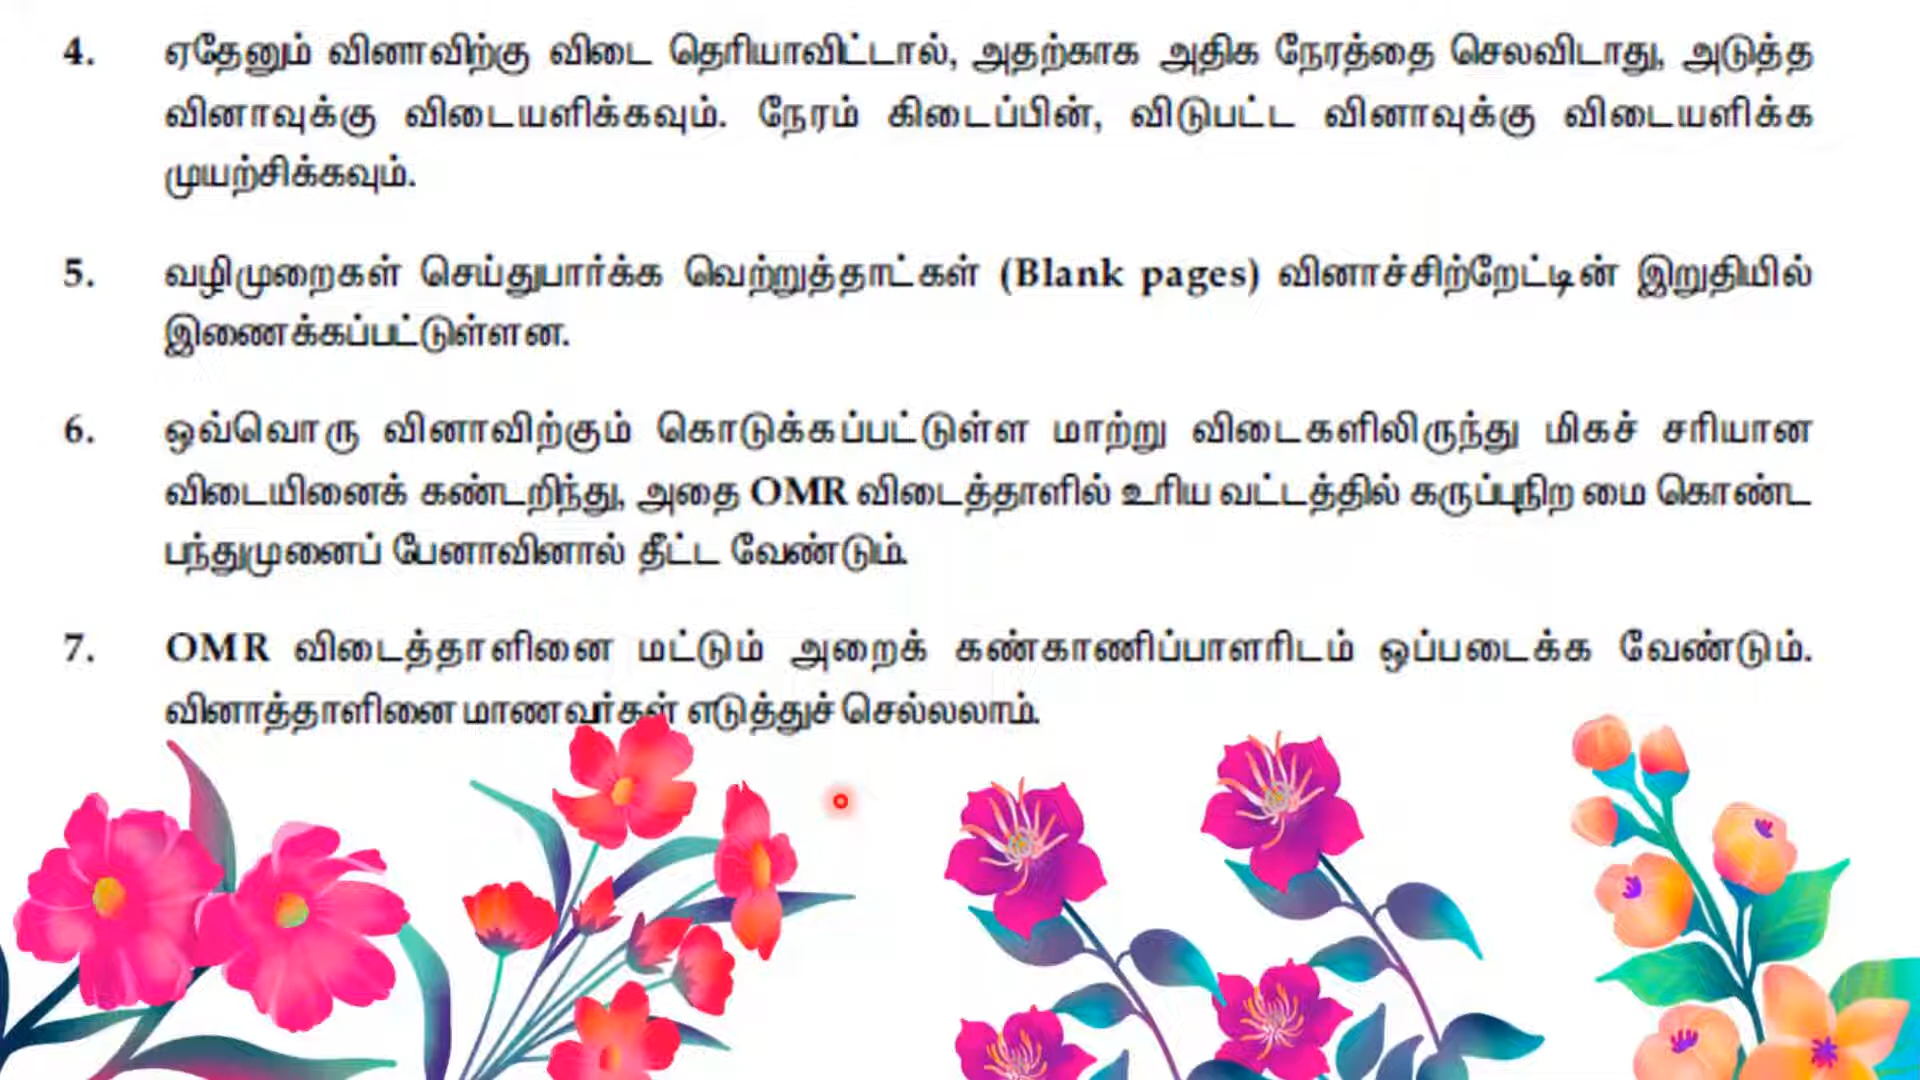 4. ஏதேனும் வினாவிற்கு விடை தெரியாவிட்டால், அதற்காக அதிக நேரத்தை செலவிடாது, அடுத்த
வினாவுக்கு விடையளிக்கவும். நேரம் கிடைப்பின், விடுபட்ட வினாவுக்கு விடையளிக்க
முயற்சிக்கவும்.
5. வழிமுறைகள் செய்துபார்க்க வெற்றுத்தாட்கள் (Blank pages) வினாச்சிற்றேட்டின் இறுதியில்
இணைக்கப்பட்டுள்ளன.
6. ஒவ்வொரு வினாவிற்கும் கொடுக்கப்பட்டுள்ள மாற்று விடைகளிலிருந்து மிகச் சரியான
விடையினைக் கண்டறிந்து, அதை OMR விடைத்தாளில் உரிய வட்டத்தில் கருப்புநிற மை கொண்ட
பந்துமுனைப் பேனாவினால் தீட்ட வேண்டும்.
7. OMR விடைத்தாளினை மட்டும் அறைக் கண்காணிப்பாளரிடம் ஒப்படைக்க வேண்டும்.
வினாத்தாளினை மாணவர்கள் எடுத்துச் செல்லலாம்.